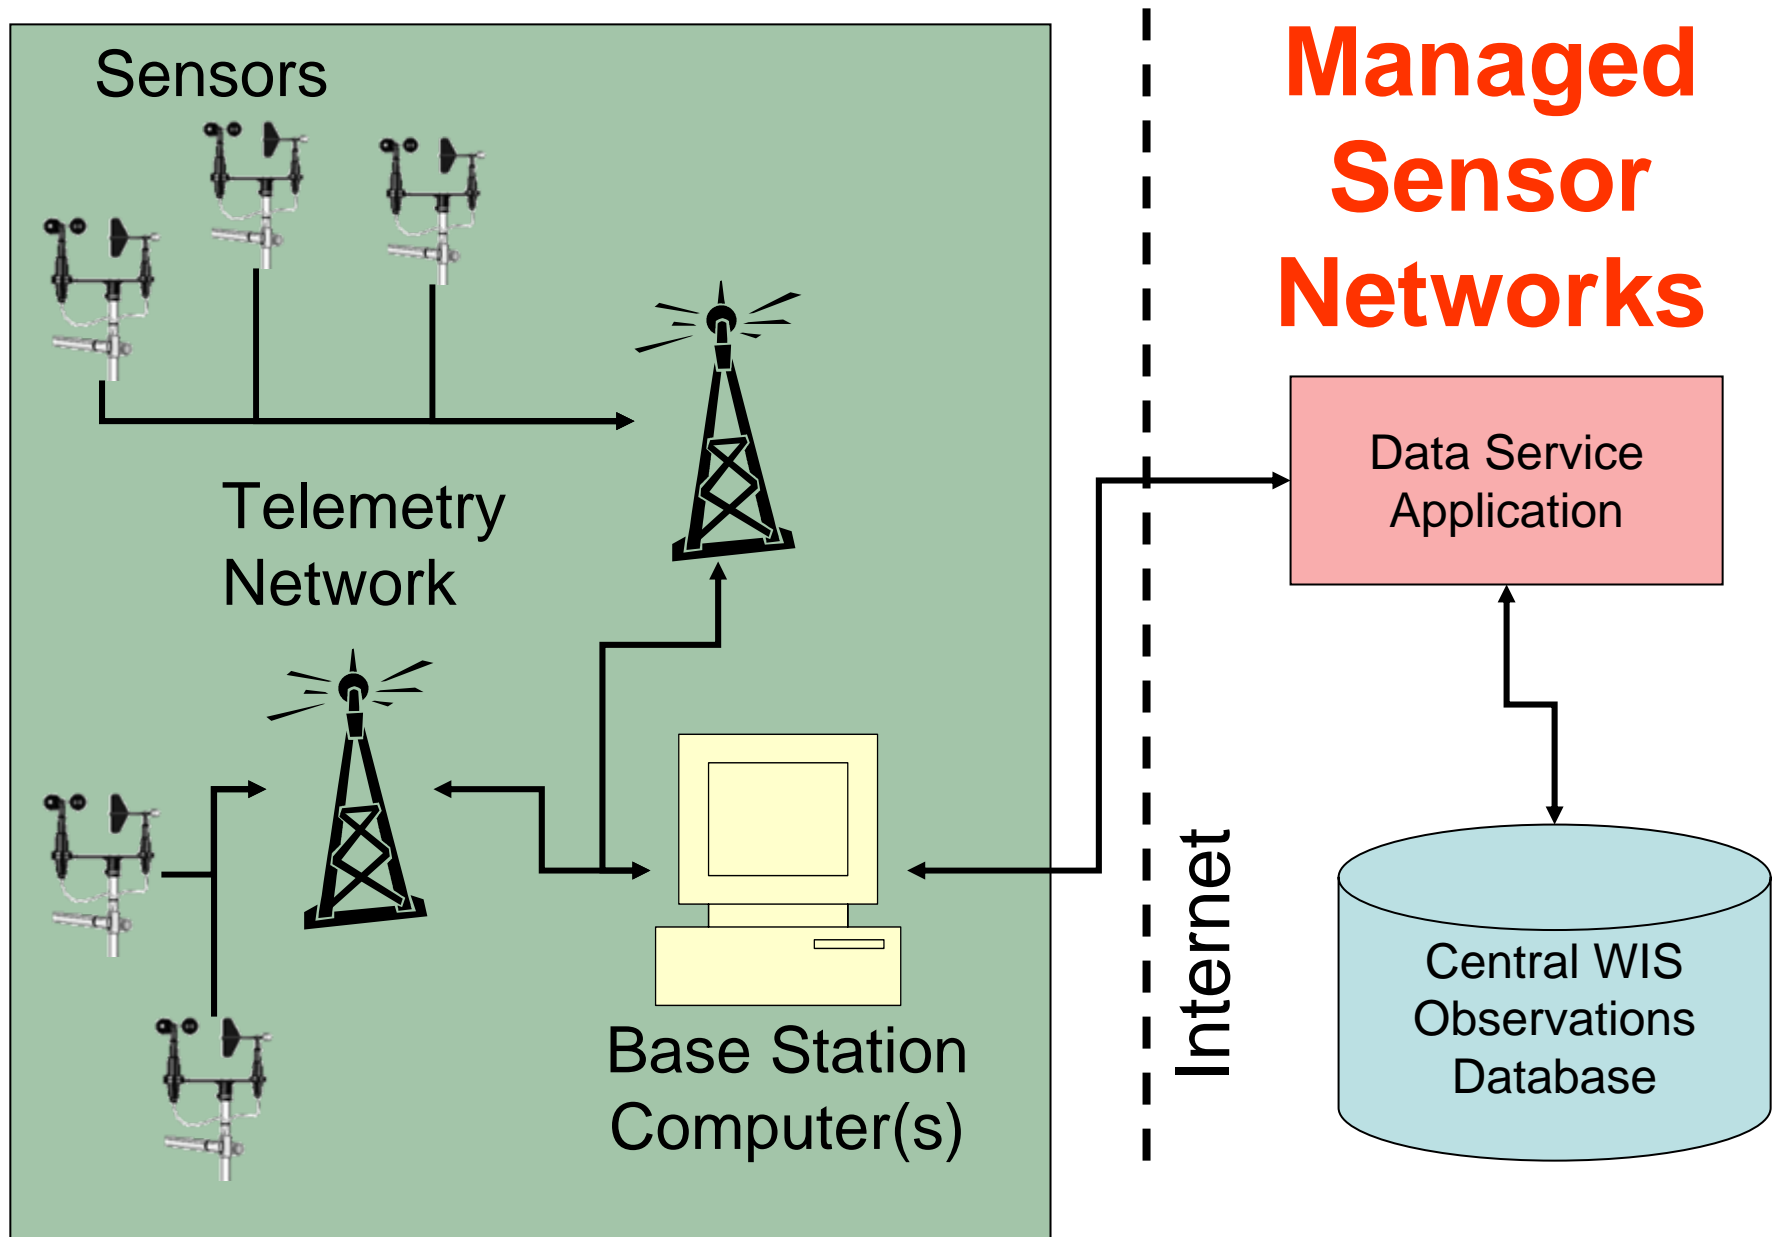 Sensors
Managed
Sensor
Networks
Telemetry
Network
Data Service
Application
Base Station
Computer(s)
Internet
Central WIS
Observations
Database